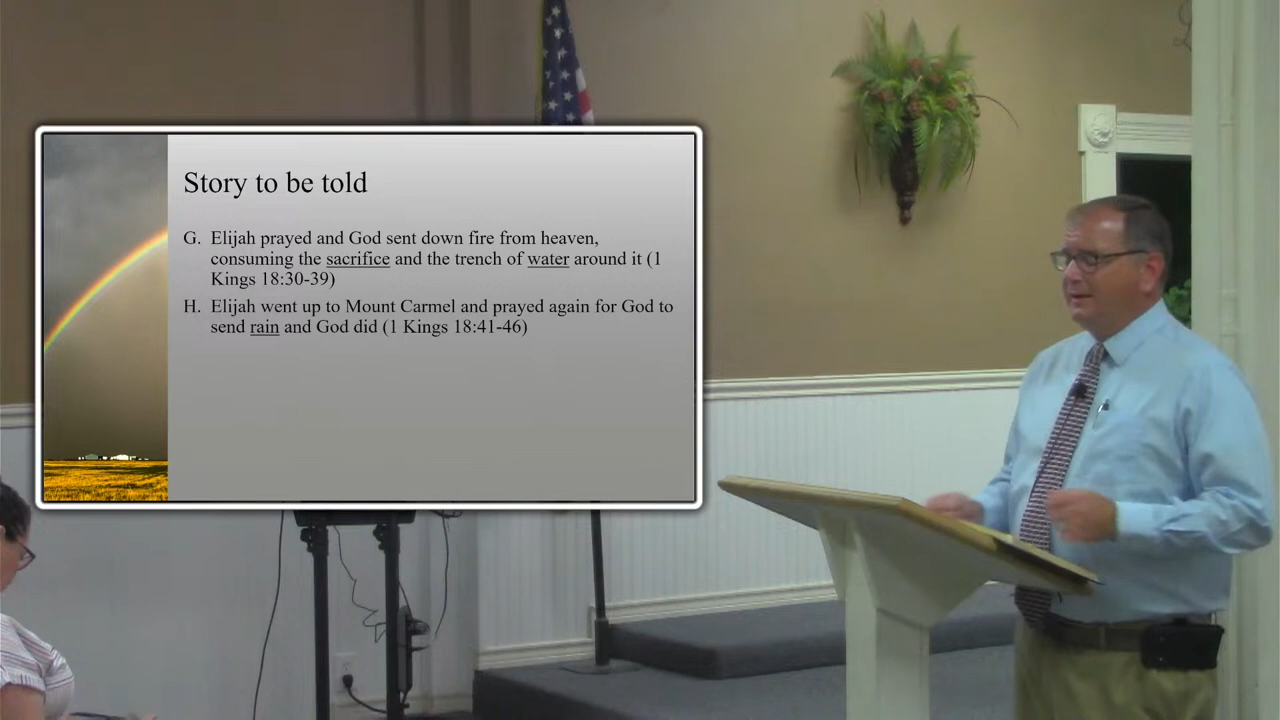 Story to be told
G. Elijah prayed and God sent down fire from heaven,
consuming the sacrifice and the trench of water around it (1
Kings 18:30-39)
H. Elijah went up to Mount Carmel and prayed again for God to
send rain and God did (1 Kings 18:41-46)